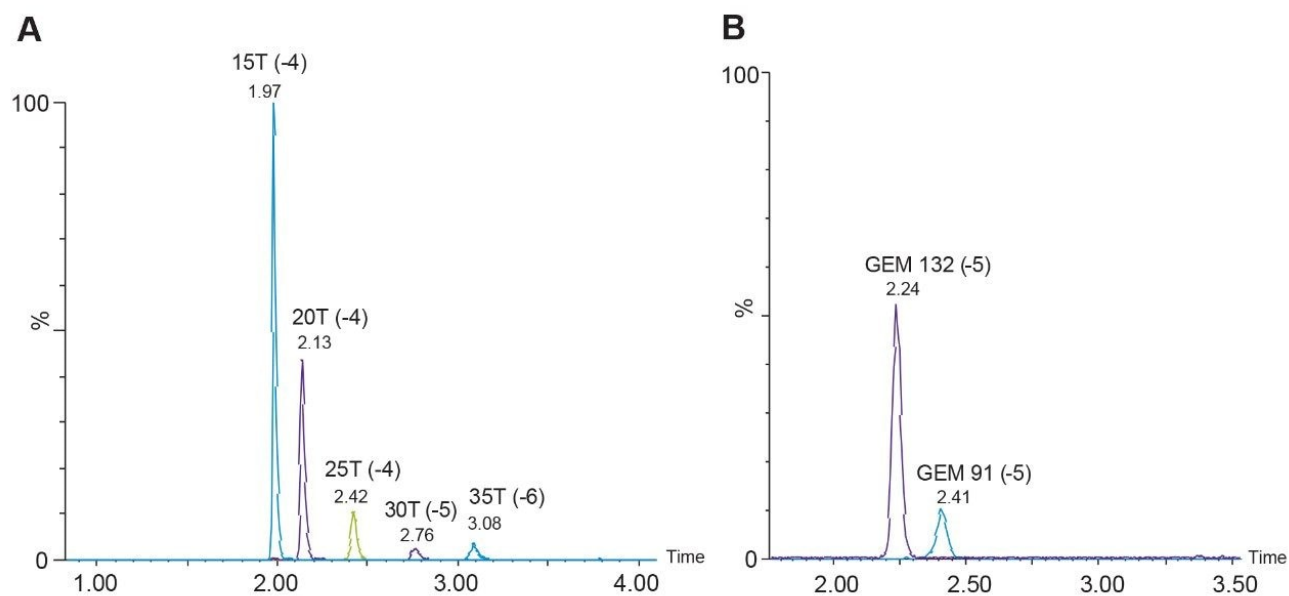 A
15T (-4)
1.97
100
20T (-4)
2.13
%
25T (-4)
2.42
30T (-5)
2.76
35T (-6)
3.08
0
Time
1.00 2.00 3.00 4.00
B
100
GEM 132 (-5)
2.24
%
GEM 91 (-5)
2.41
0
Time
2.00 2.50 3.00 3.50